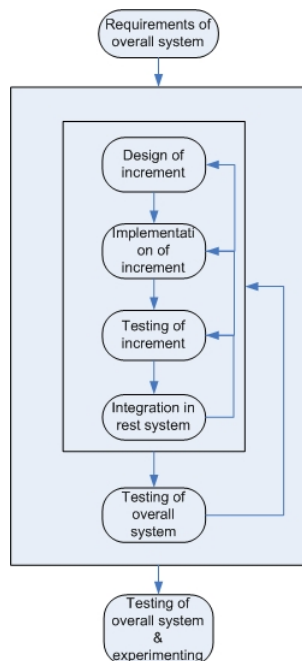 Requirements of
overall system
Design of
increment
Implementati
on of
increment
Testing of
increment
Integration in
rest system
Testing of
overall
system
Testing of
overall system
&
experimenting